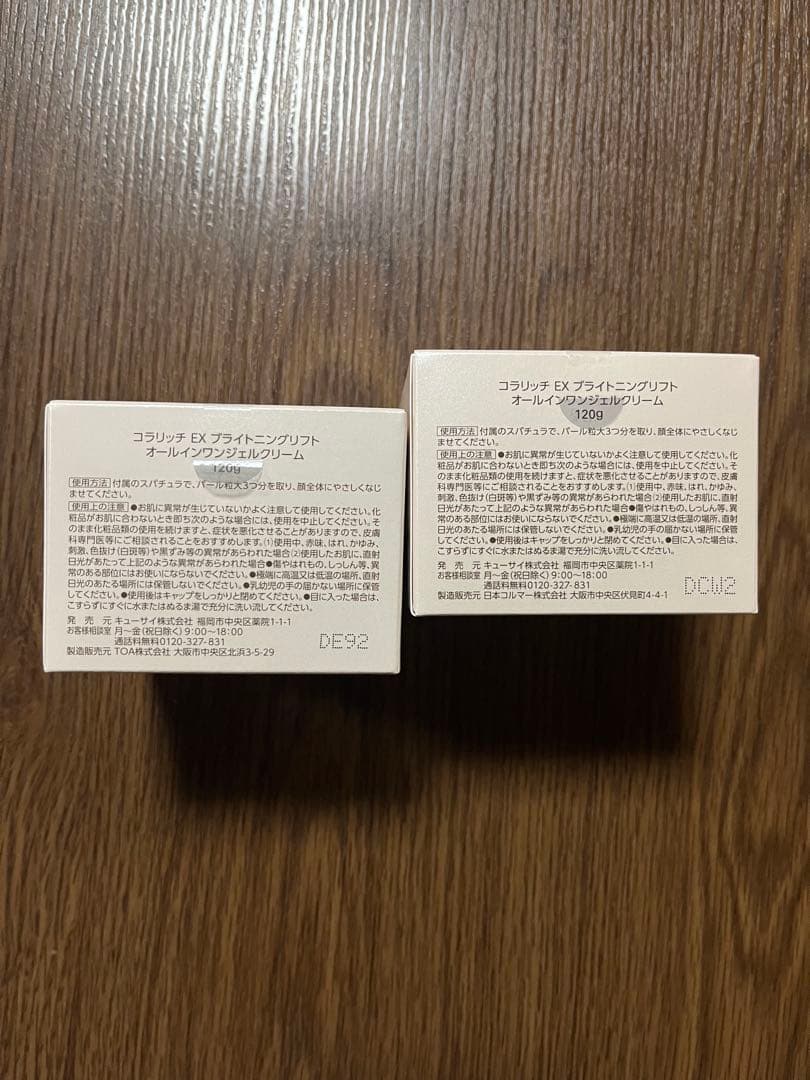 コラリッチ EX ブライトニングリフト
オールインワンジェルクリーム
120g
使用方法 付属のスパチュラで、パール粒大3つ分を取り、顔全体にやさしくなじ
ませてください。
使用上の注意 ●お肌に異常が生じていないかよく注意して使用してください。化
粧品がお肌に合わないとき即ち次のような場合には、使用を中止してください。そ
のまま化粧品類の使用を続けますと、症状を悪化させることがありますので、皮膚
科専門医等にご相談されることをおすすめします。(1)使用中、赤味、はれ、かゆみ、
刺激、色抜け(白斑等)や黒ずみ等の異常があらわれた場合(2)使用したお肌に、直射
日光があたって上記のような異常があらわれた場合●傷やはれもの、しっしん等、異
常のある部位にはお使いにならないでください。●極端に高温又は低温の場所、直射
日光のあたる場所には保管しないでください。●乳幼児の手の届かない場所に保管
してください。●使用後はキャップをしっかりと閉めてください。●目に入った場合は、
こすらずにすぐに水またはぬるま湯で充分に洗い流してください。
発 売 元 キューサイ株式会社 福岡市中央区薬院1-1-1
お客様相談室 月〜金(祝日除く)9:00〜18:00
通話料無料0120-327-831
製造販売元 TOA株式会社 大阪市中央区北浜3-5-29
DE92
コラリッチ EX ブライトニングリフト
オールインワンジェルクリーム
120g
使用方法 付属のスパチュラで、パール粒大3つ分を取り、顔全体にやさしくなじ
ませてください。
使用上の注意 ●お肌に異常が生じていないかよく注意して使用してください。化
粧品がお肌に合わないとき即ち次のような場合には、使用を中止してください。そ
のまま化粧品類の使用を続けますと、症状を悪化させることがありますので、皮膚
科専門医等にご相談されることをおすすめします。(1)使用中、赤味、はれ、かゆみ、
刺激、色抜け(白斑等)や黒ずみ等の異常があらわれた場合(2)使用したお肌に、直射
日光があたって上記のような異常があらわれた場合●傷やはれもの、しっしん等、異
常のある部位にはお使いにならないでください。●極端に高温又は低温の場所、直射
日光のあたる場所には保管しないでください。●乳幼児の手の届かない場所に保管
してください。●使用後はキャップをしっかりと閉めてください。●目に入った場合は、
こすらずにすぐに水またはぬるま湯で充分に洗い流してください。
発 売 元 キューサイ株式会社 福岡市中央区薬院1-1-1
お客様相談室 月〜金(祝日除く)9:00〜18:00
通話料無料0120-327-831
製造販売元 日本コルマー株式会社 大阪市中央区伏見町4-4-1
DCW2